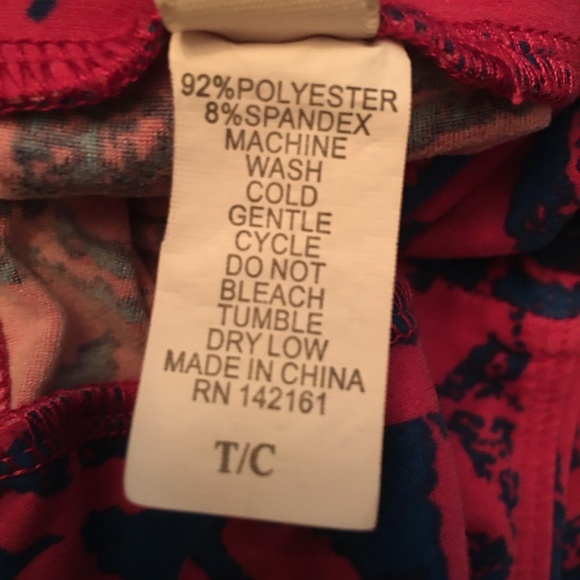 92%POLYESTER
8%SPANDEX
MACHINE
WASH
COLD
GENTLE
CYCLE
DO NOT
BLEACH
TUMBLE
DRY LOW
MADE IN CHINA
RN 142161
T/C